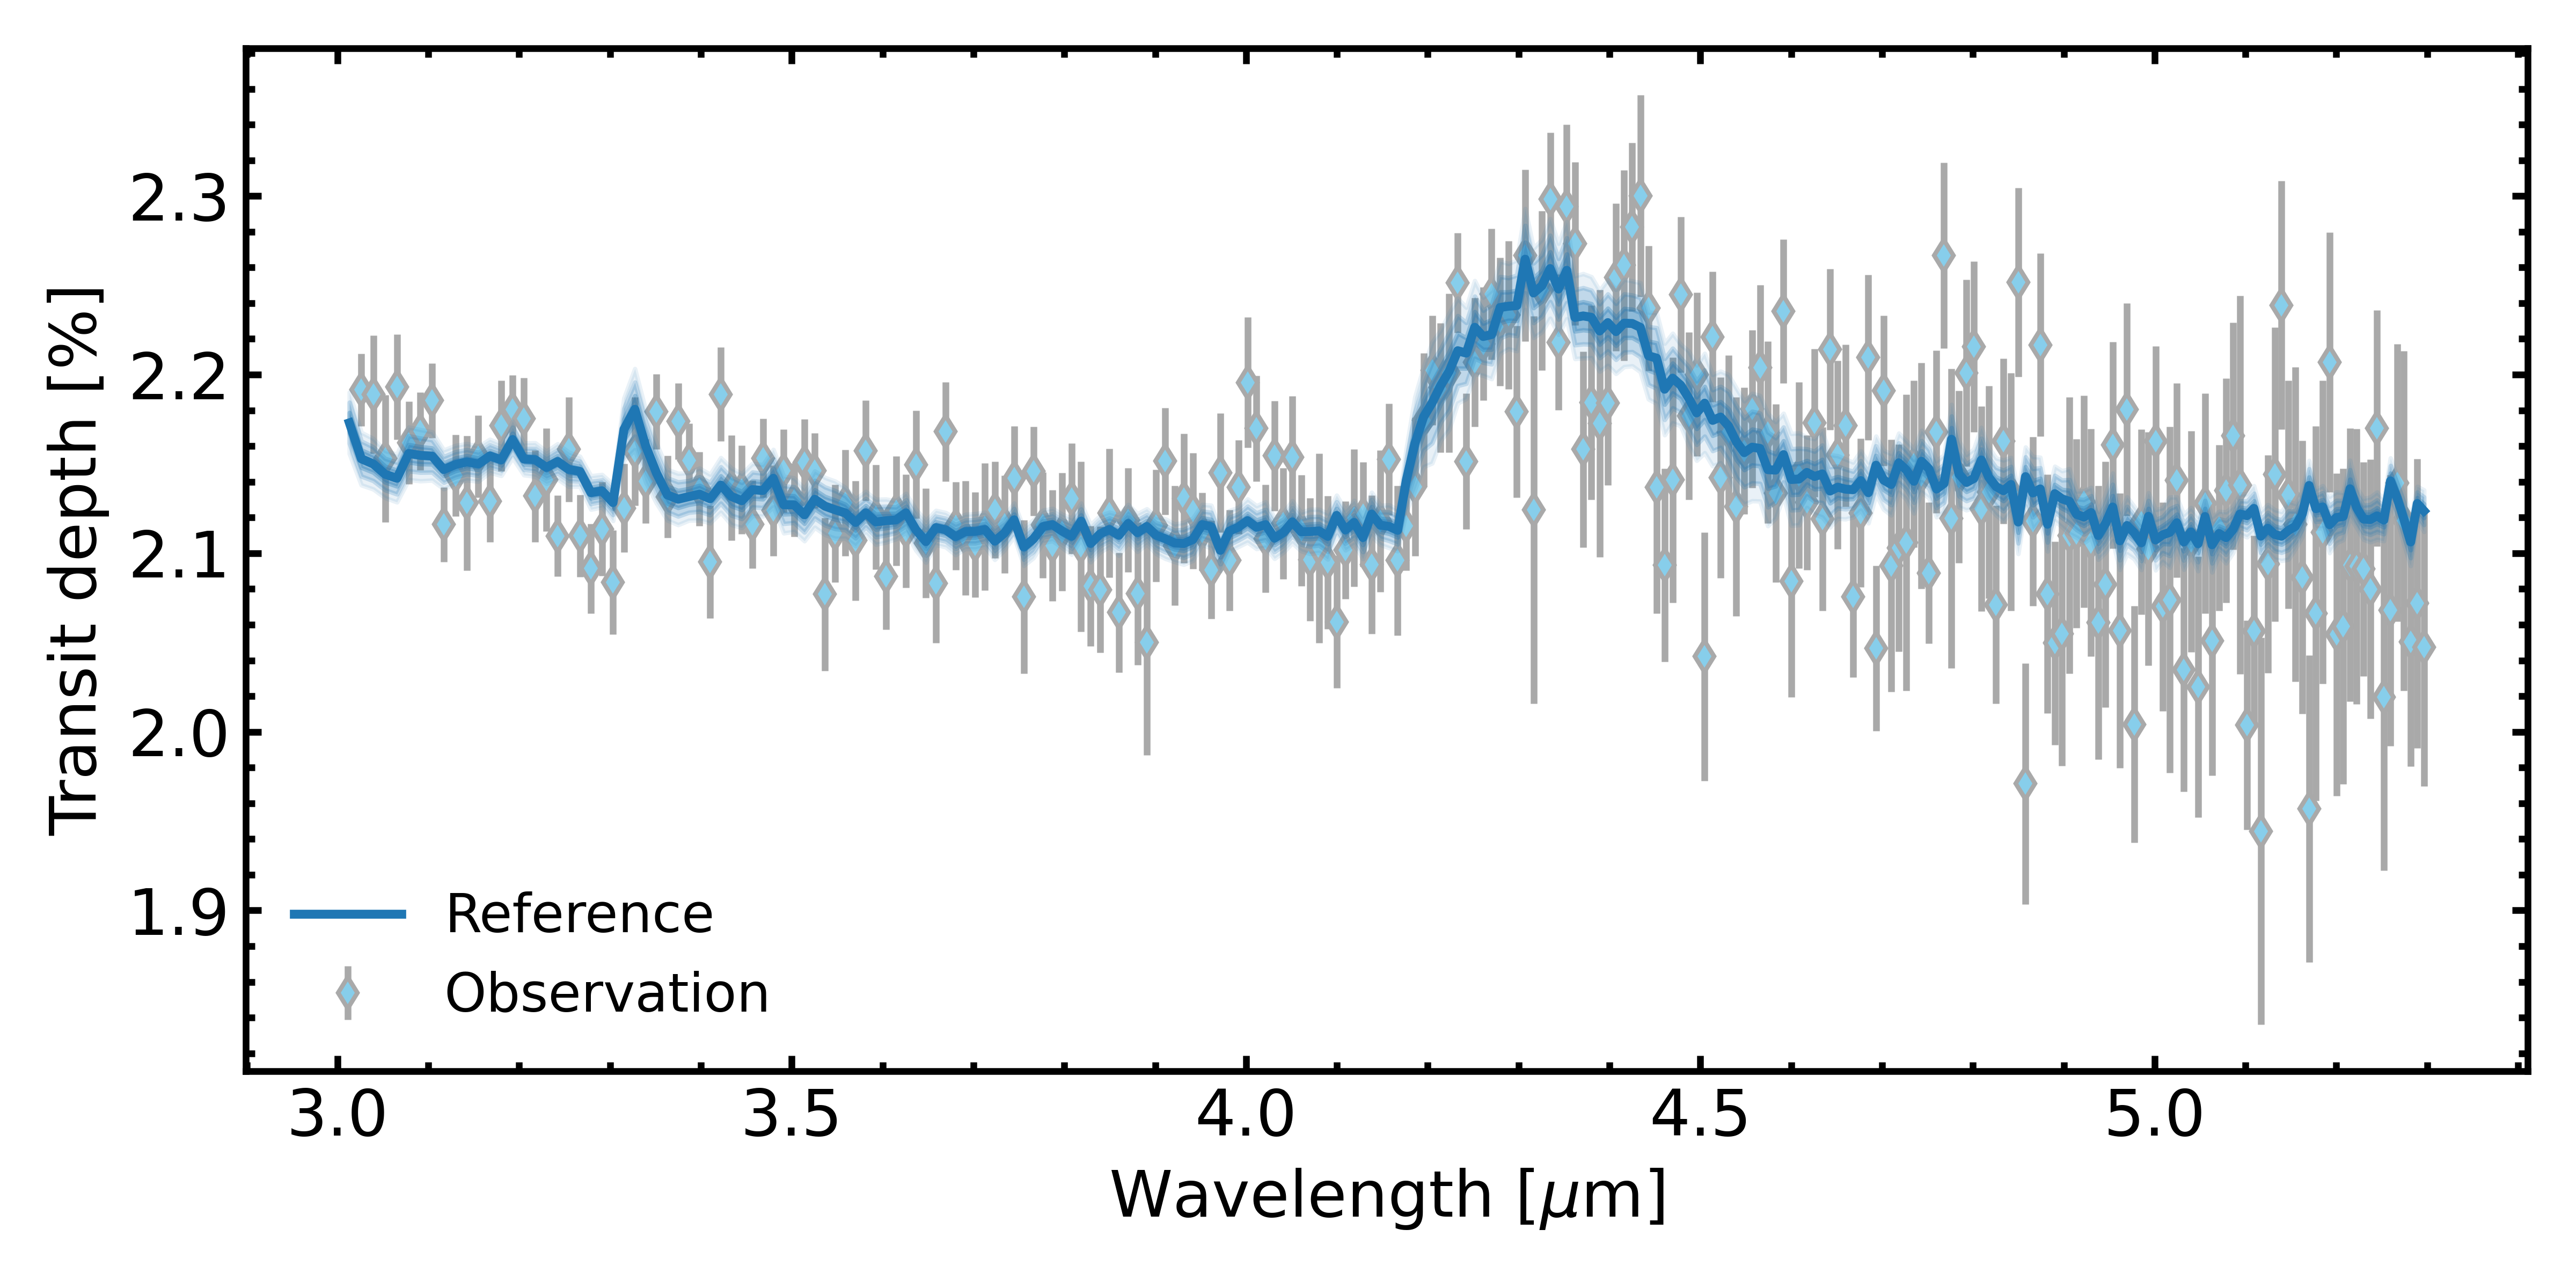 Transit depth [%]
2.3
2.2
2.1
2.0
1.9
Reference
Observation
3.0 3.5 4.0 4.5 5.0
Wavelength [μm]